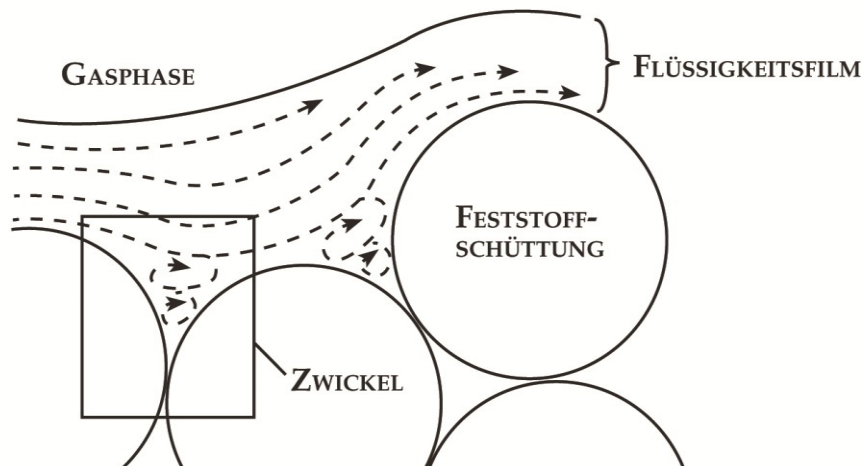 GASPHASE
FLÜSSIGKEITSFILM
FESTSTOFF-
SCHÜTTUNG
ZWICKEL